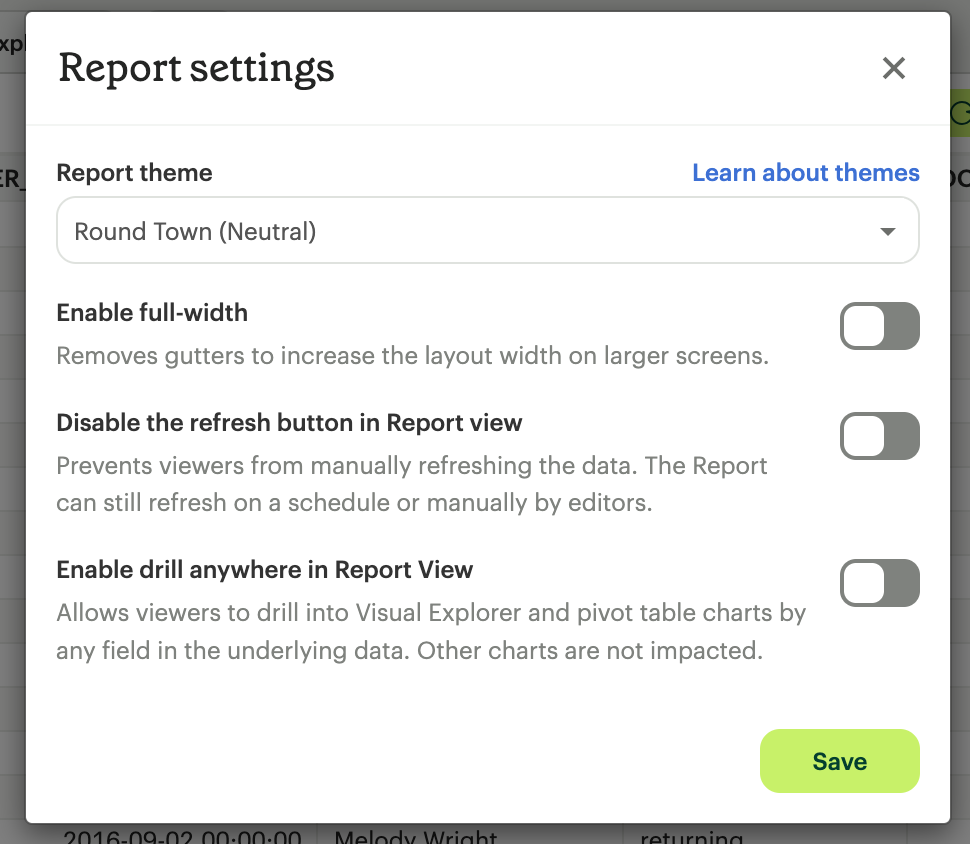 Report settings
Report theme
Learn about themes
Round Town (Neutral)
Enable full-width
Removes gutters to increase the layout width on larger screens.
Disable the refresh button in Report view
Prevents viewers from manually refreshing the data. The Report
can still refresh on a schedule or manually by editors.
Enable drill anywhere in Report View
Allows viewers to drill into Visual Explorer and pivot table charts by
any field in the underlying data. Other charts are not impacted.
Save
2016-09-02 00:00:00 Melody Wright returning